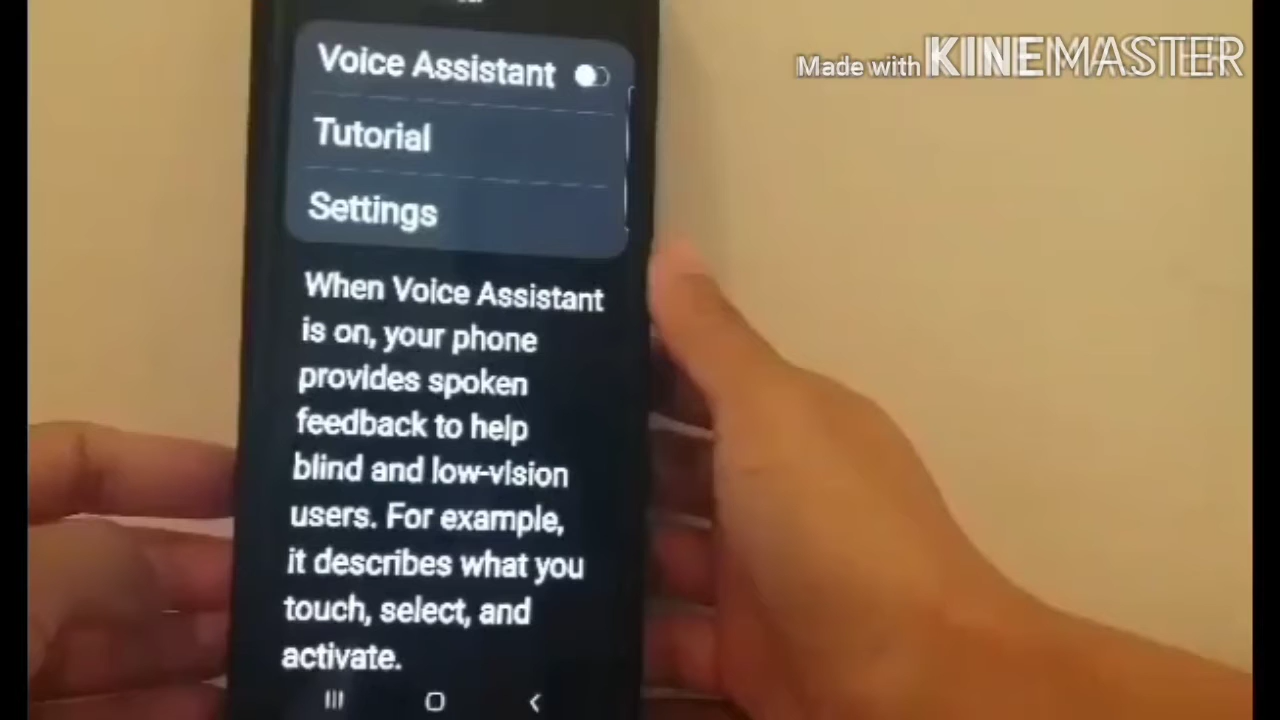 Made with KINEMASTER
Voice Assistant
Tutorial
Settings
When Voice Assistant
is on, your phone
provides spoken
feedback to help
blind and low-vision
users. For example,
it describes what you
touch, select, and
activate.